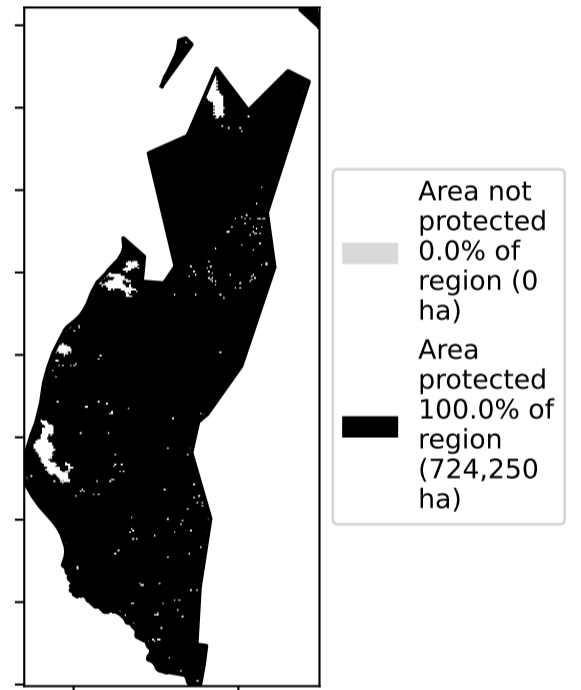 Area not
protected
0.0% of
region (0
ha)
Area
protected
100.0% of
region
(724,250
ha)